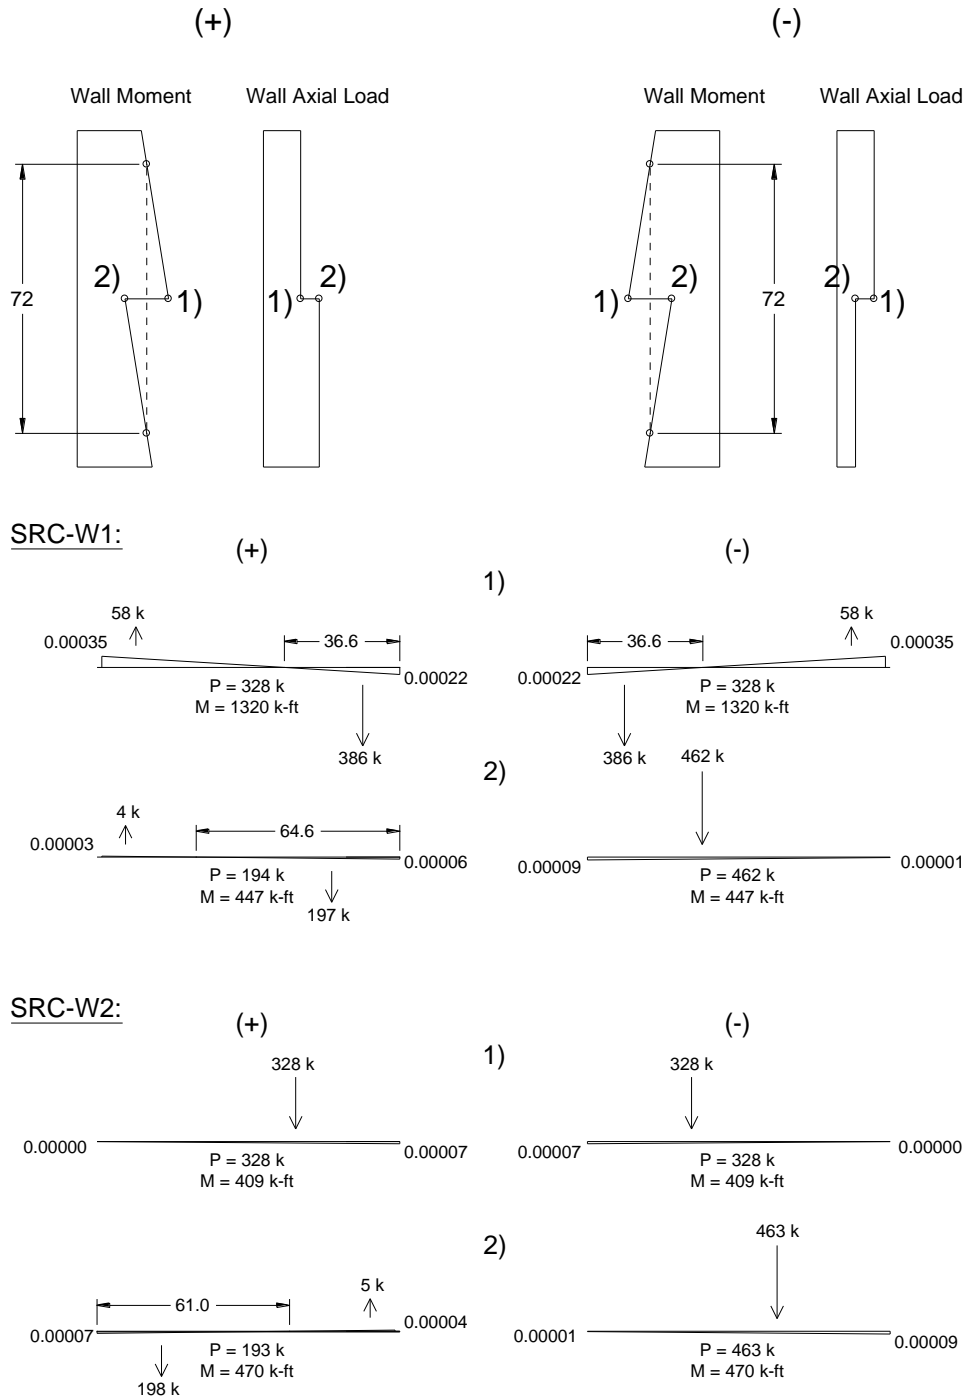 (+) (-)
Wall Moment Wall Axial Load Wall Moment Wall Axial Load
2) 2) 2) 2)
72 1) 1) 1) 72 1)
SRC-W1:
(+) (-)
1)
58 k 58 k
0.00035 36.6 36.6 0.00035
0.00022 0.00022
P = 328 k P = 328 k
M = 1320 k-ft M = 1320 k-ft
386 k 386 k 462 k
2)
4 k
0.00003 64.6
0.00006 0.00009 0.00001
P = 194 k P = 462 k
M = 447 k-ft M = 447 k-ft
197 k
SRC-W2:
(+) (-)
1)
328 k 328 k
0.00000 0.00007 0.00007 0.00000
P = 328 k P = 328 k
M = 409 k-ft M = 409 k-ft
2)
463 k
5 k
61.0
0.00004
0.00007 0.00001 0.00009
P = 193 k P = 463 k
M = 470 k-ft M = 470 k-ft
198 k